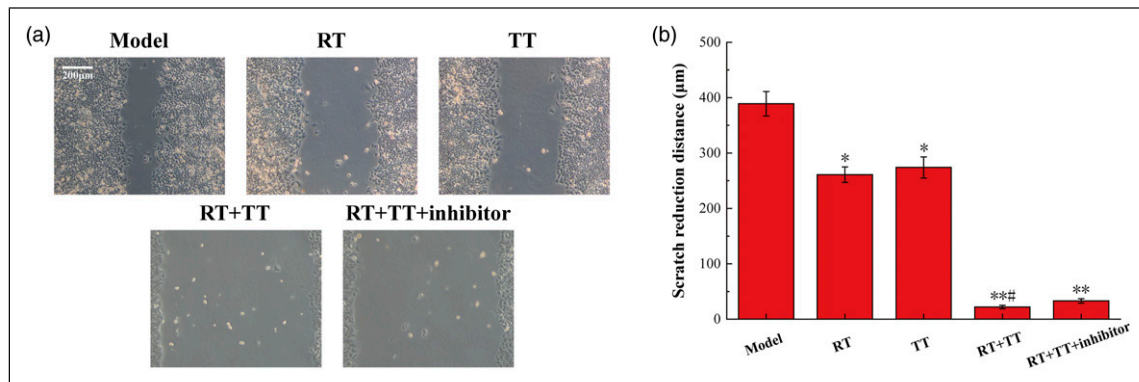 (a)
Model
RT
TT
200μm
RT+TT
RT+TT+inhibitor
(b)
Scratch reduction distance (μm)
500
400
300
200
100
0
*
*
**#
**
Model
RT
TT
RT+TT
RT+TT+inhibitor